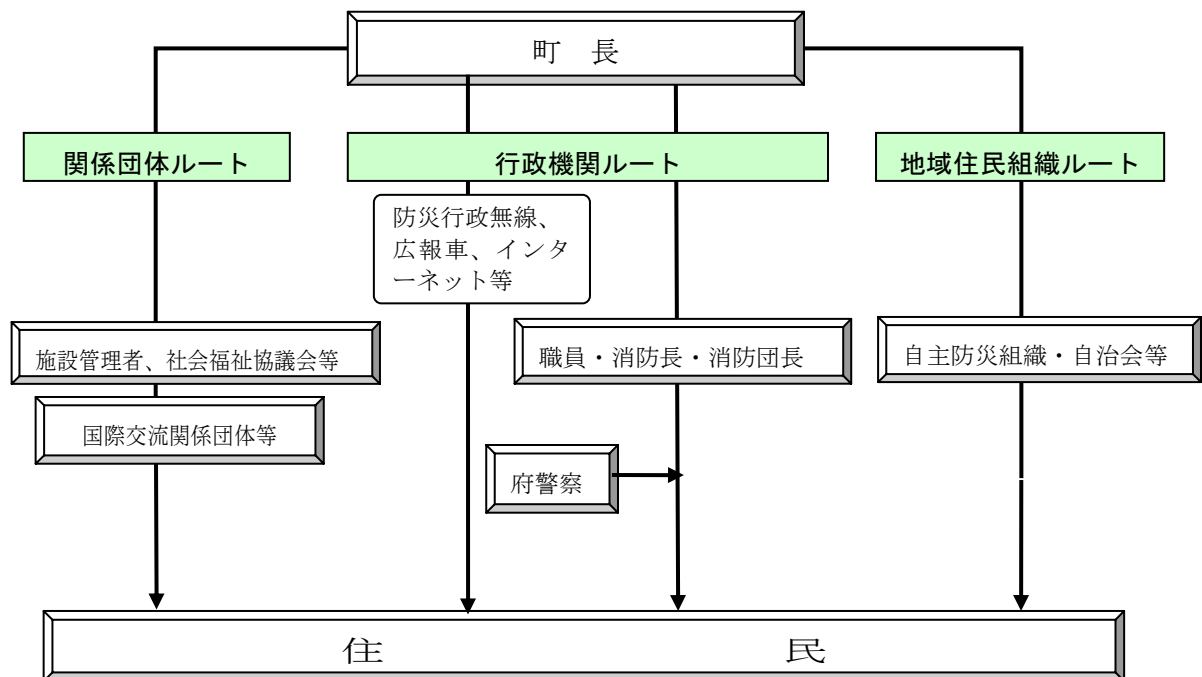 町　長
関係団体ルート
行政機関ルート
地域住民組織ルート
防災行政無線、
広報車、インタ
ーネット等
施設管理者、社会福祉協議会等
職員・消防長・消防団長
自主防災組織・自治会等
国際交流関係団体等
府警察
住　民